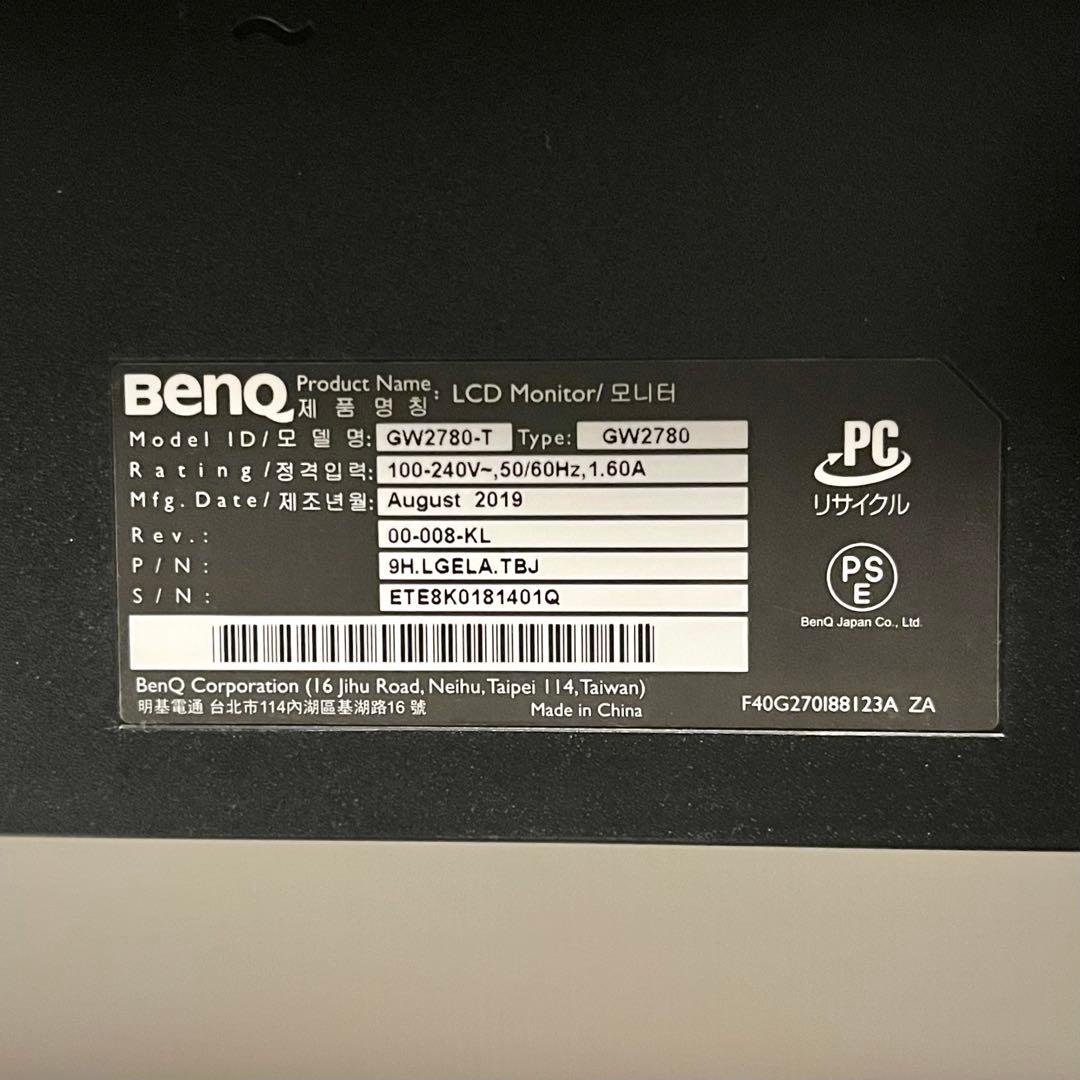 BenQ
Product Name : LCD Monitor/ 모니터
제 품 명 칭
Model ID/모 델 명: GW2780-T Type: GW2780
Rating/정격입력: 100-240V~,50/60Hz,1.60A
Mfg. Date/ 제조년월: August 2019
Rev.: 00-008-KL
P/N: 9H.LGELA.TBJ
S/N: ETE8K0181401Q
BenQ Corporation (16 Jihu Road, Neihu, Taipei 114, Taiwan)
明基電通 台北市114內湖區基湖路16 號
Made in China
PC
リサイクル
PS
E
BenQ Japan Co., Ltd.
F40G270I88123A ZA